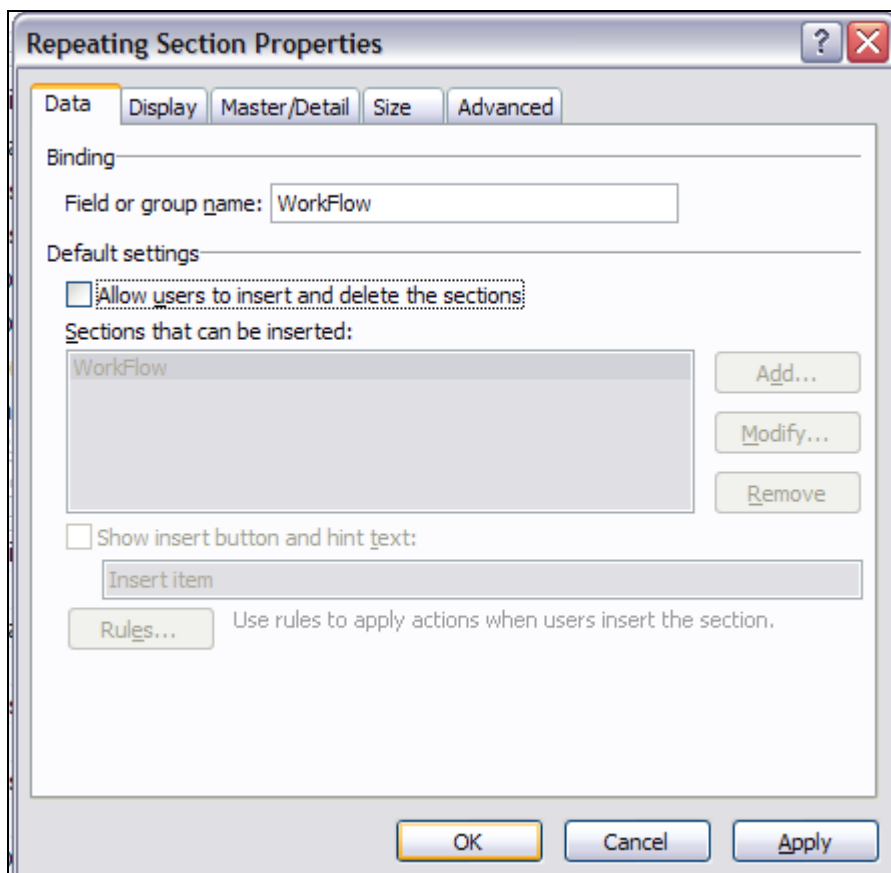 Repeating Section Properties
Data Display Master/Detail Size Advanced
Binding
Field or group name: WorkFlow
Default settings
Allow users to insert and delete the sections
Sections that can be inserted:
WorkFlow
Add...
Modify...
Remove
Show insert button and hint text:
Insert item
Rules... Use rules to apply actions when users insert the section.
OK Cancel Apply